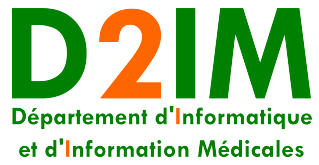 D2IM
Département d'Informatique
et d'Information Médicales